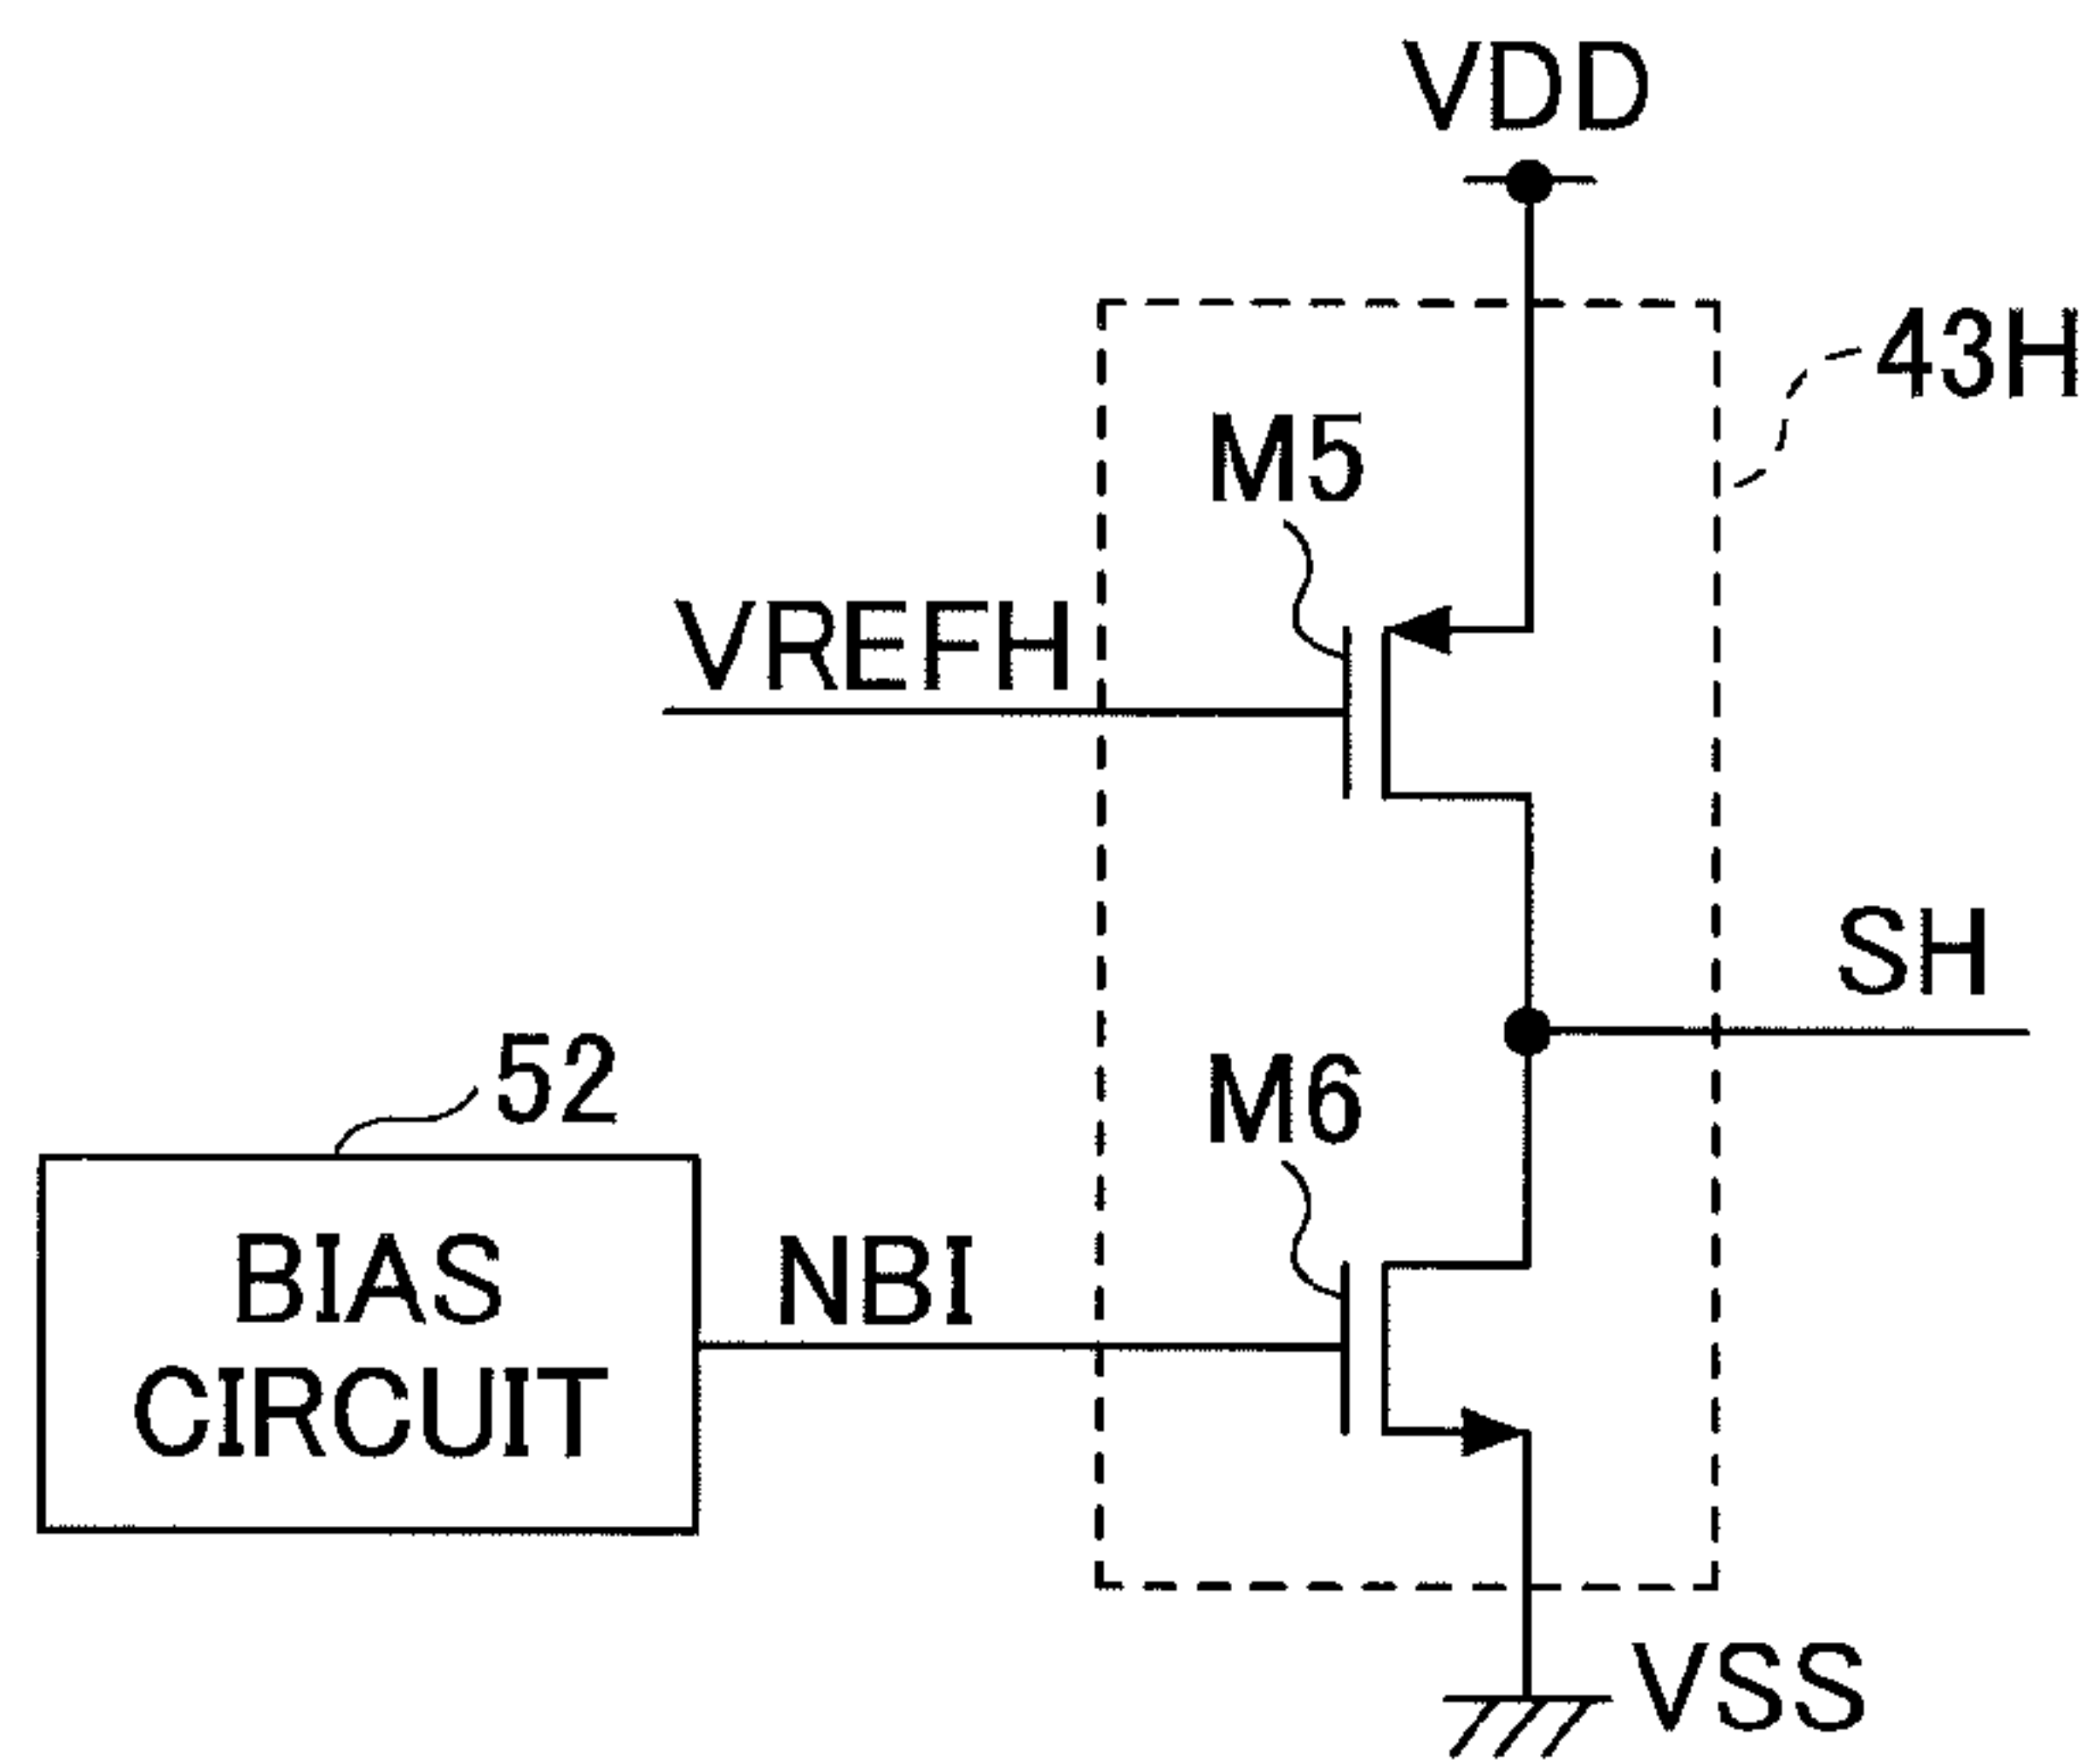 VDD
43H
M5
VREFH
SH
52
M6
BIAS
CIRCUIT
NBI
VSS